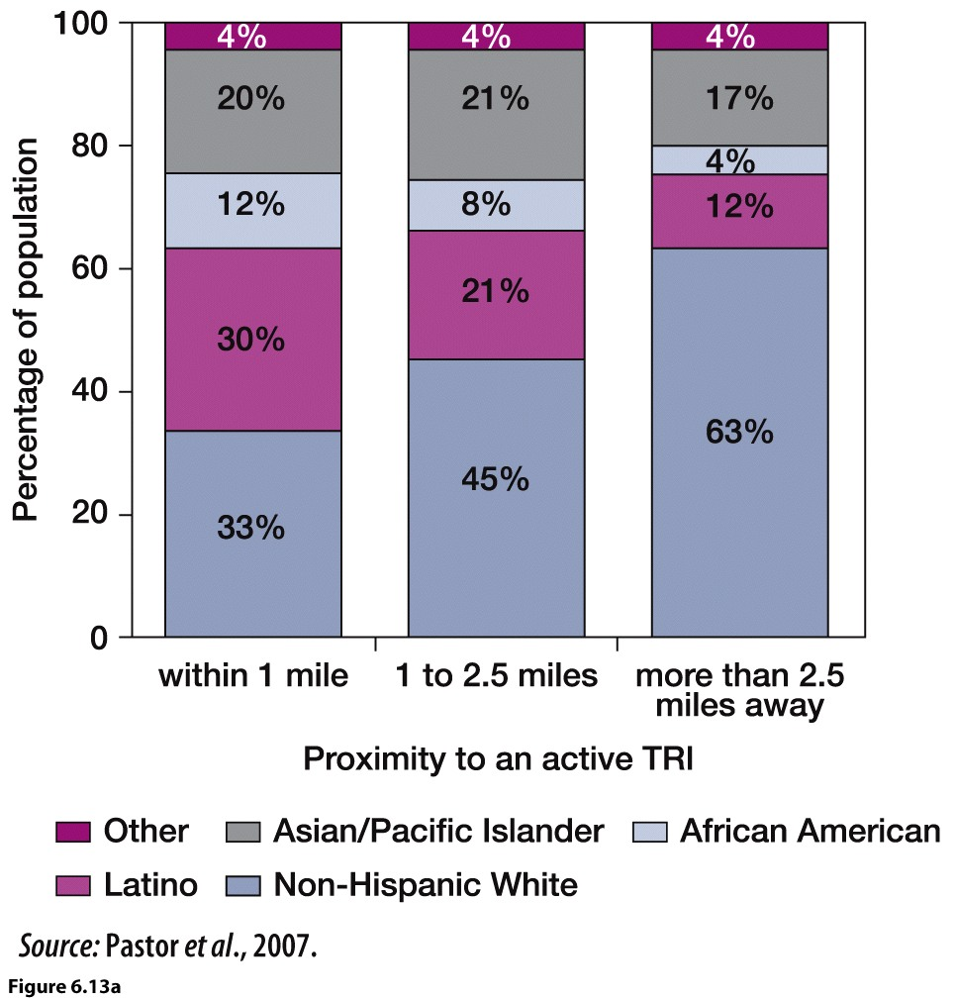 Percentage of population
100
80
60
40
20
0
4%
20%
12%
30%
33%
4%
21%
8%
21%
45%
4%
17%
4%
12%
63%
within 1 mile
1 to 2.5 miles
more than 2.5
miles away
Proximity to an active TRI
Other
Asian/Pacific Islander
African American
Latino
Non-Hispanic White
Source: Pastor et al., 2007.
Figure 6.13a